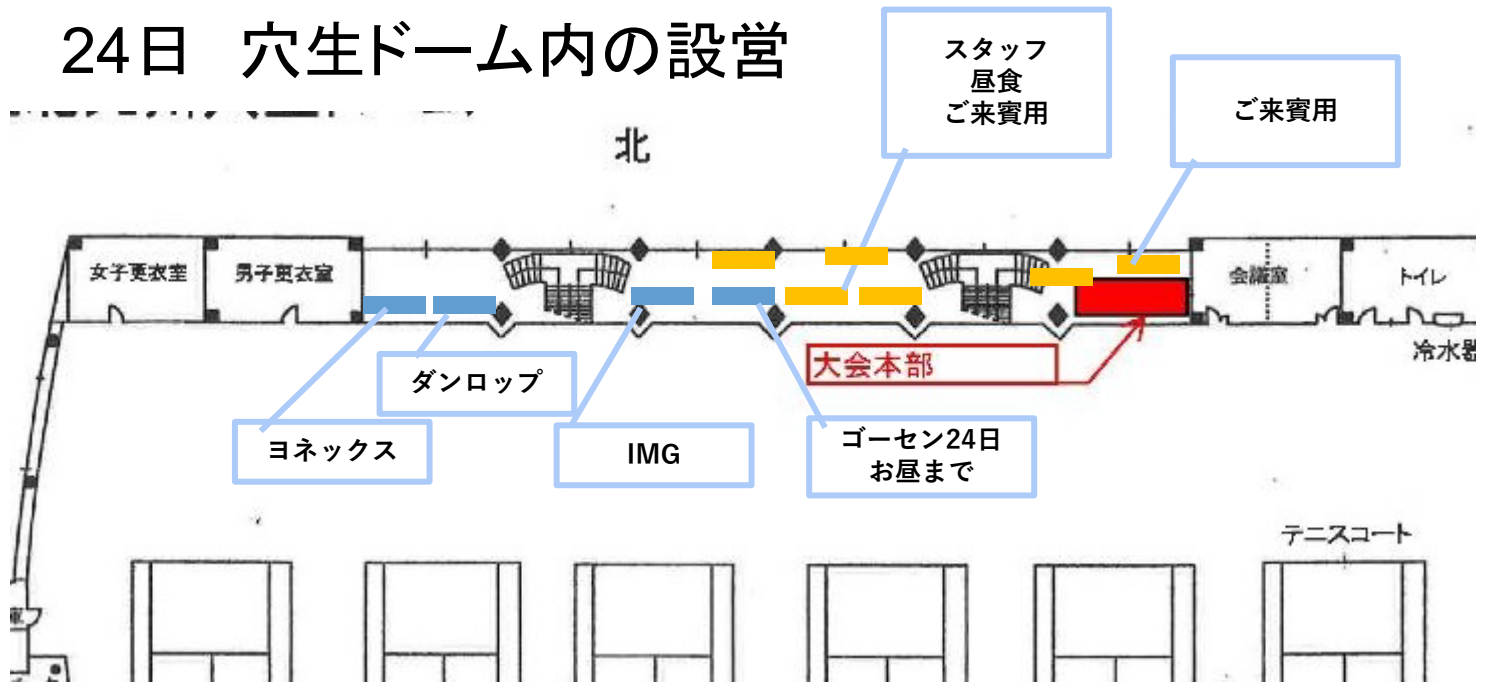 24日　穴生ドーム内の設営
スタッフ
昼食
ご来賓用
ご来賓用
北
女子更衣室
男子更衣室
会議室
トイレ
冷水器
大会本部
ダンロップ
ヨネックス
IMG
ゴーセン24日
お昼まで
テニスコート
庫